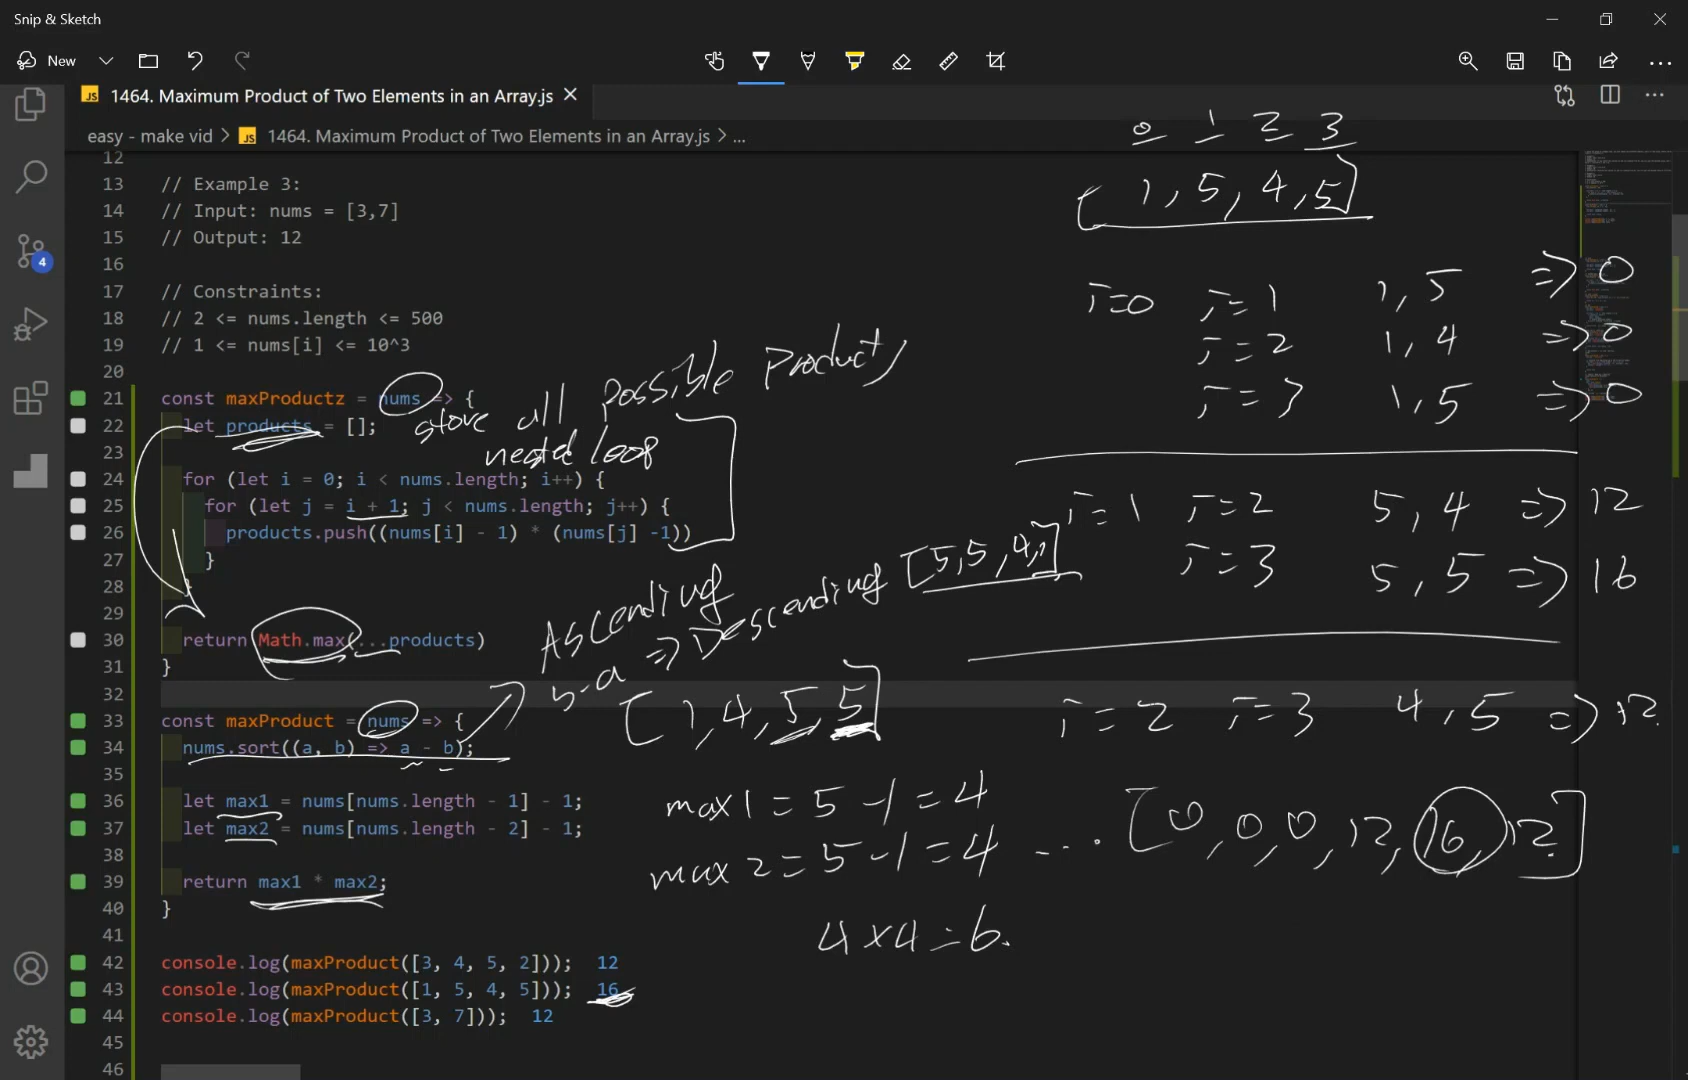 Snip & Sketch
New
JS 1464. Maximum Product of Two Elements in an Array.js
easy - make vid > JS 1464. Maximum Product of Two Elements in an Array.js > ...
12
13 // Example 3:
14 // Input: nums = [3,7]
15 // Output: 12
16
17 // Constraints:
18 // 2 <= nums.length <= 500
19 // 1 <= nums[i] <= 10^3
20
21 const maxProductz = nums => {
22 let products = [];
23
24 for (let i = 0; i < nums.length; i++) {
25 for (let j = i + 1; j < nums.length; j++) {
26 products.push((nums[i] - 1) * (nums[j] -1))
27 }
28 }
29
30 return Math.max(...products)
31 }
32
33 const maxProduct = nums => {
34 nums.sort((a, b) => a - b);
35
36 let max1 = nums[nums.length - 1] - 1;
37 let max2 = nums[nums.length - 2] - 1;
38
39 return max1 * max2;
40 }
41
42 console.log(maxProduct([3, 4, 5, 2])); 12
43 console.log(maxProduct([1, 5, 4, 5])); 16
44 console.log(maxProduct([3, 7])); 12
45
46
4
store all possible products
nested loop
Ascending
b-a => Descending [5,5,4,1]
[1,4,5,5]
max1 = 5-1 = 4
max2 = 5-1 = 4 ...
4 x 4 = 6.
0 1 2 3
[1,5,4,5]
i=0 j=1 1,5 => 0
j=2 1,4 => 0
j=3 1,5 => 0
i=1 j=2 5,4 => 12
j=3 5,5 => 16
i=2 j=3 4,5 => 12.
[0,0,0,12,16,12]